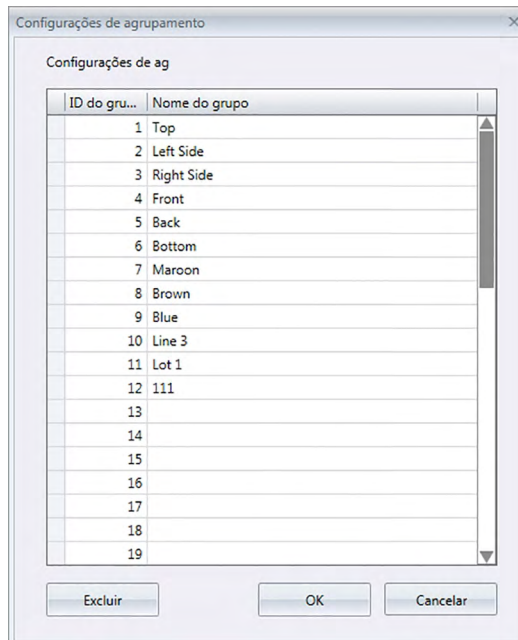 Configurações de agrupamento
Configurações de ag
ID do gru... Nome do grupo
1 Top
2 Left Side
3 Right Side
4 Front
5 Back
6 Bottom
7 Maroon
8 Brown
9 Blue
10 Line 3
11 Lot 1
12 111
13
14
15
16
17
18
19
Excluir OK Cancelar